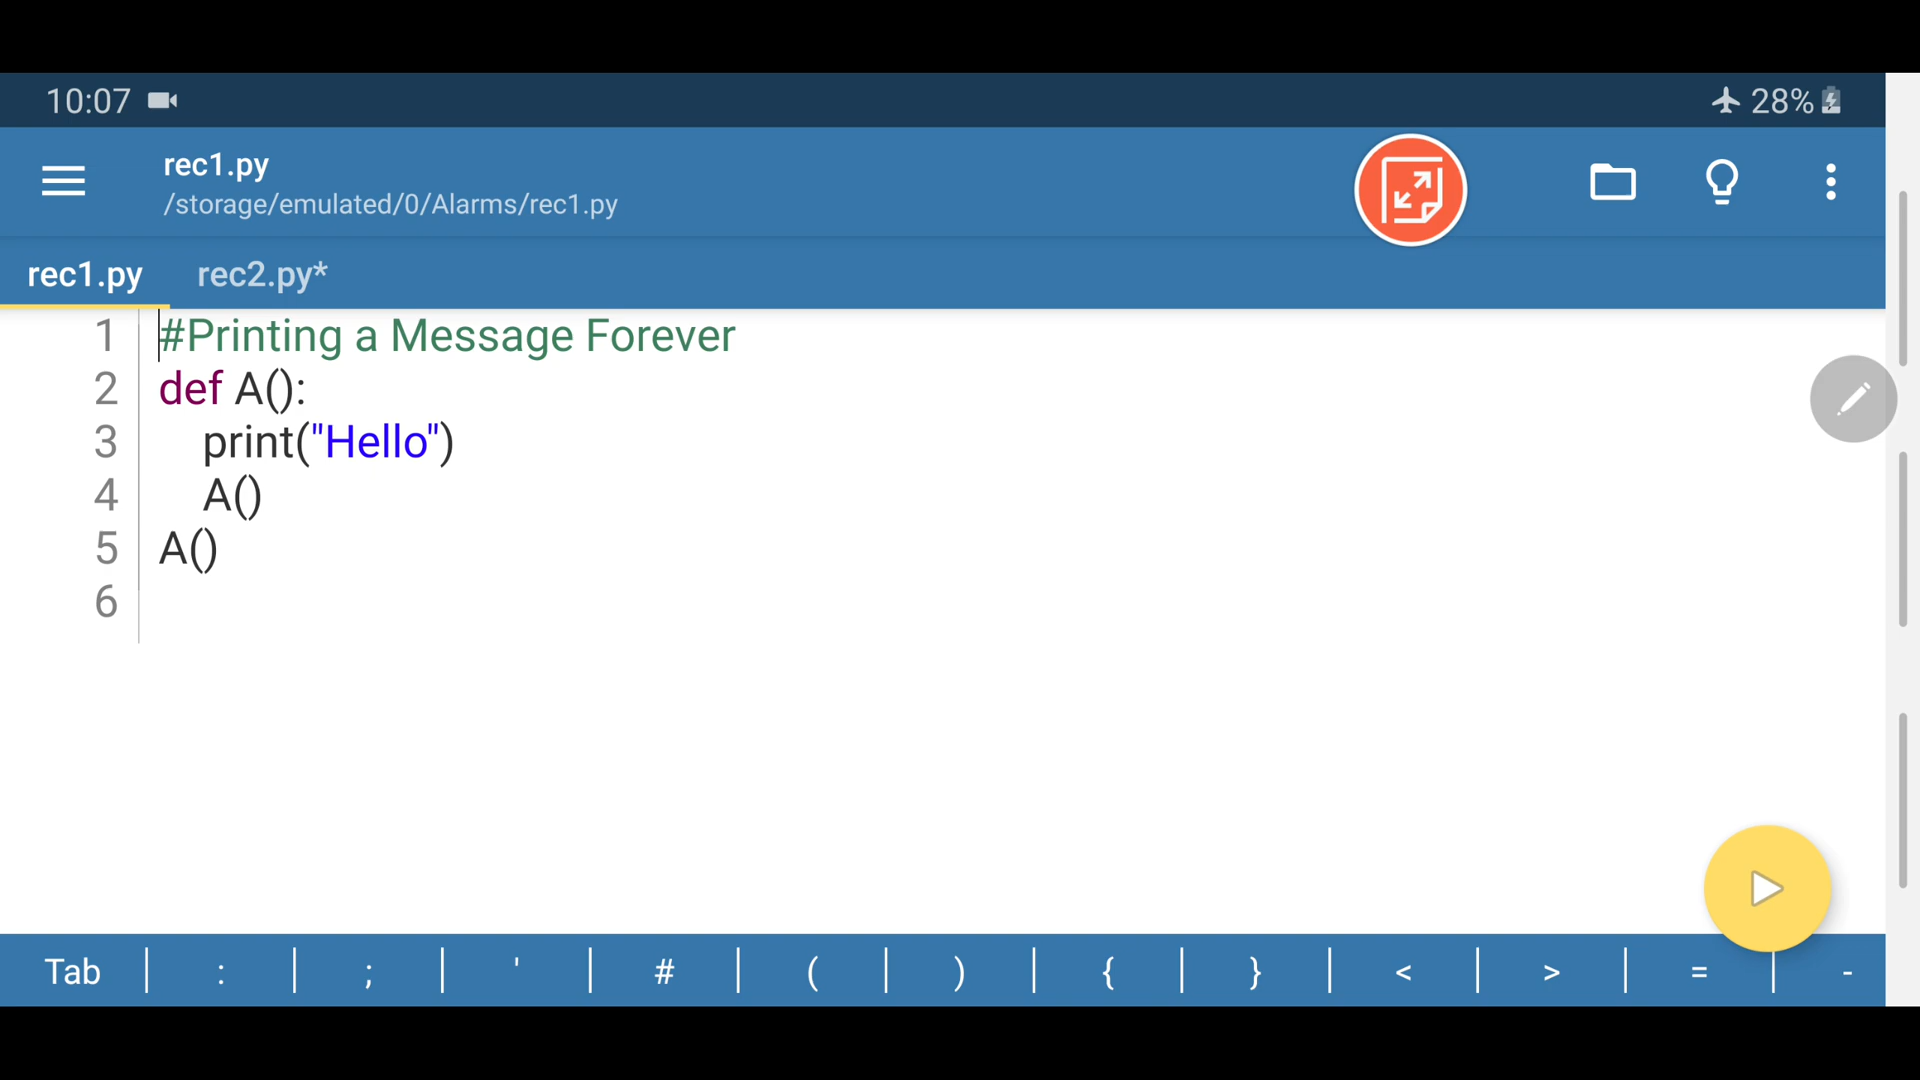 10:07 28%
rec1.py
/storage/emulated/0/Alarms/rec1.py
rec1.py rec2.py*
1 #Printing a Message Forever
2 def A():
3     print("Hello")
4     A()
5 A()
6
Tab : ; ' # ( ) { } < > = -